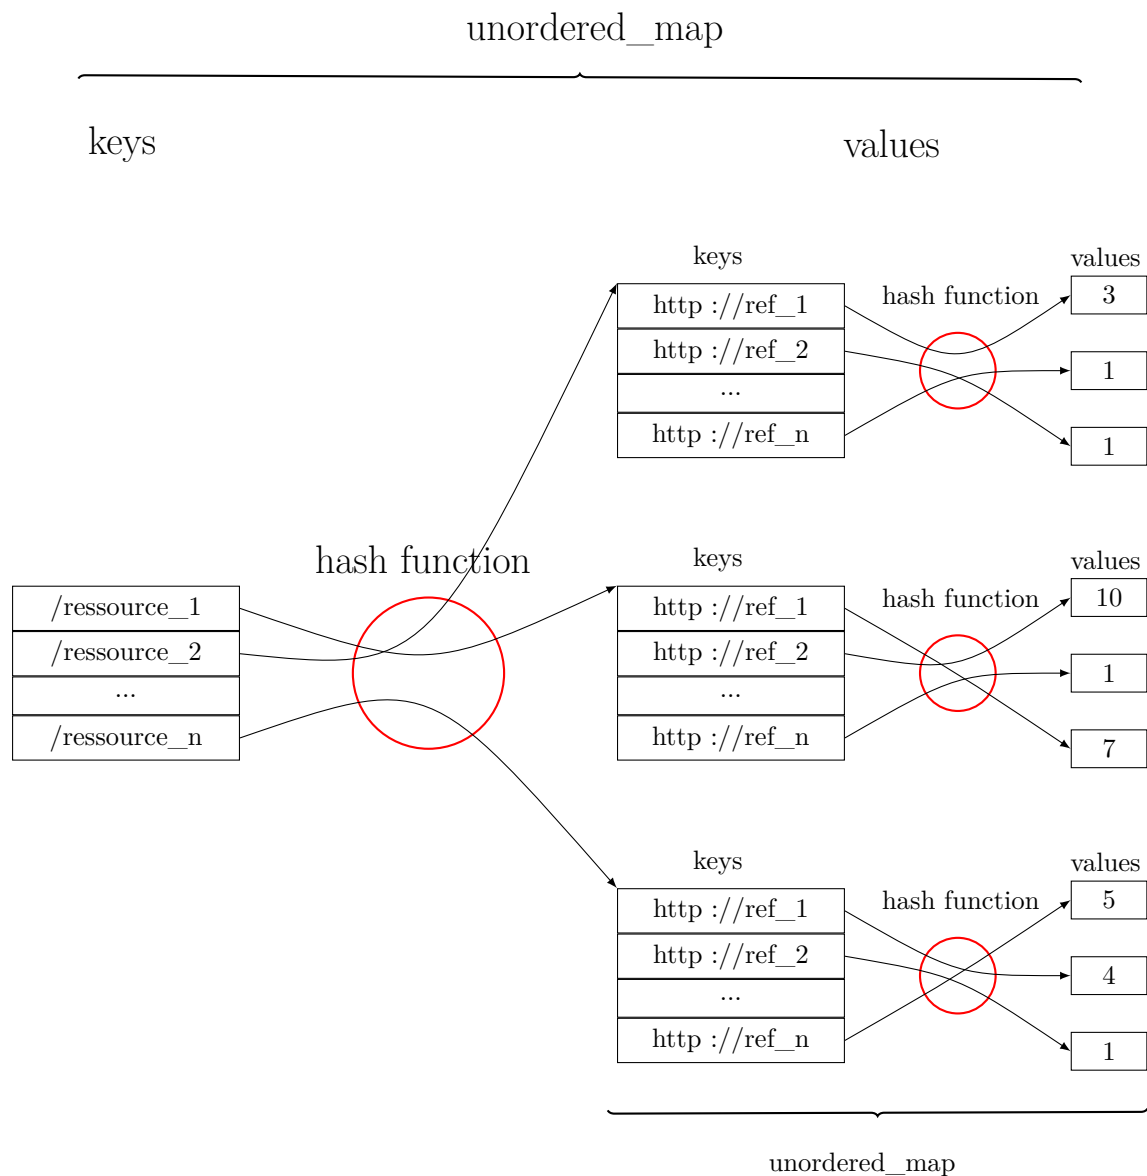 unordered_map
keys
values
keys
values
http ://ref_1
hash function
3
http ://ref_2
1
...
http ://ref_n
1
hash function
keys
values
/ressource_1
http ://ref_1
hash function
10
/ressource_2
http ://ref_2
1
...
...
/ressource_n
http ://ref_n
7
keys
values
http ://ref_1
hash function
5
http ://ref_2
4
...
http ://ref_n
1
unordered_map